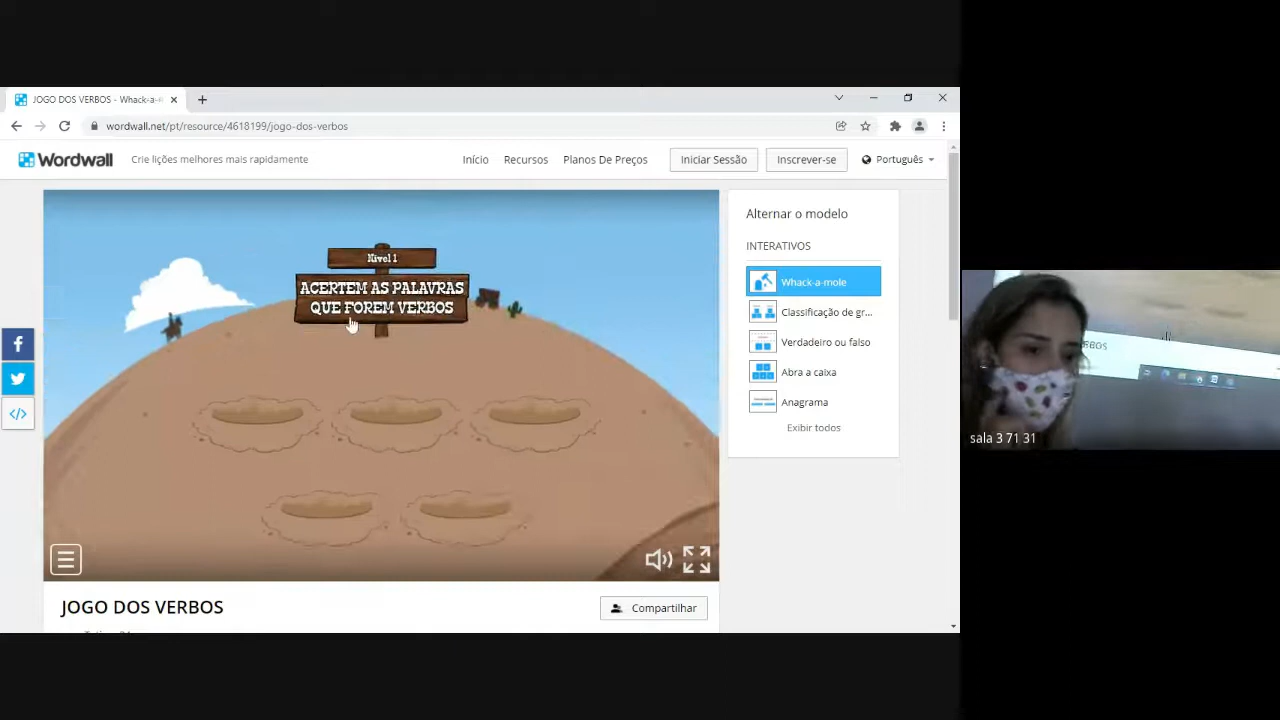 JOGO DOS VERBOS - Whack-a-
wordwall.net/pt/resource/4618199/jogo-dos-verbos
Wordwall
Crie lições melhores mais rapidamente
Início
Recursos
Planos De Preços
Iniciar Sessão
Inscrever-se
Português
Nível 1
ACERTEM AS PALAVRAS
QUE FOREM VERBOS
Alternar o modelo
INTERATIVOS
Whack-a-mole
Classificação de gr...
Verdadeiro ou falso
Abra a caixa
Anagrama
Exibir todos
JOGO DOS VERBOS
Compartilhar
sala 3 71 31